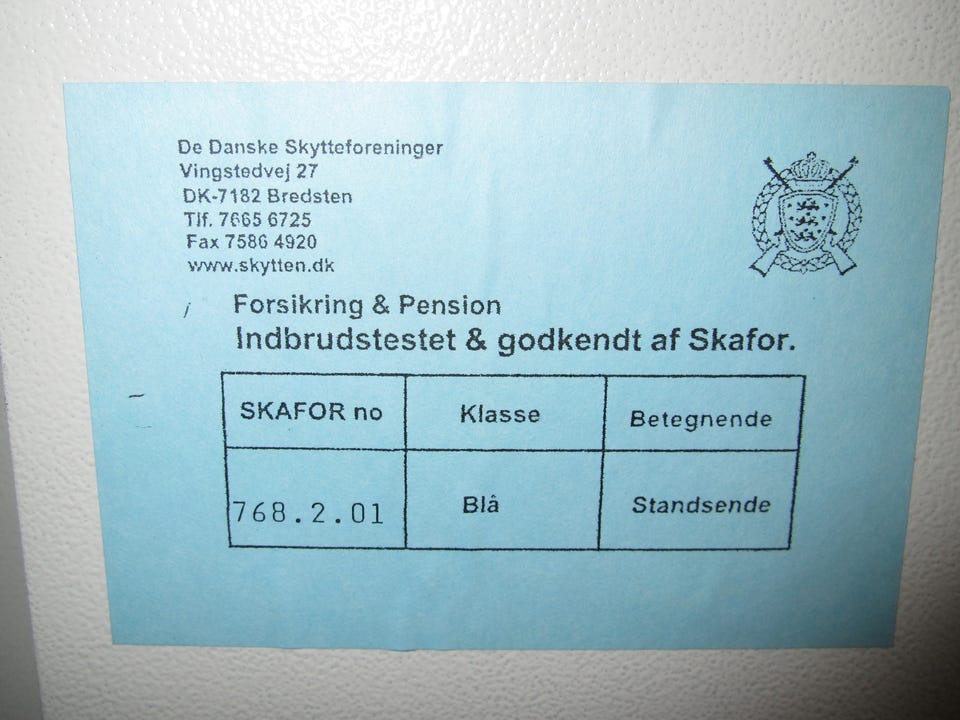 De Danske Skytteforeninger
Vingstedvej 27
DK-7182 Bredsten
Tlf. 7665 6725
Fax 7586 4920
www.skytten.dk
Forsikring & Pension
Indbrudstestet & godkendt af Skafor.
SKAFOR no Klasse Betegnende
768.2.01 Blå Standsende